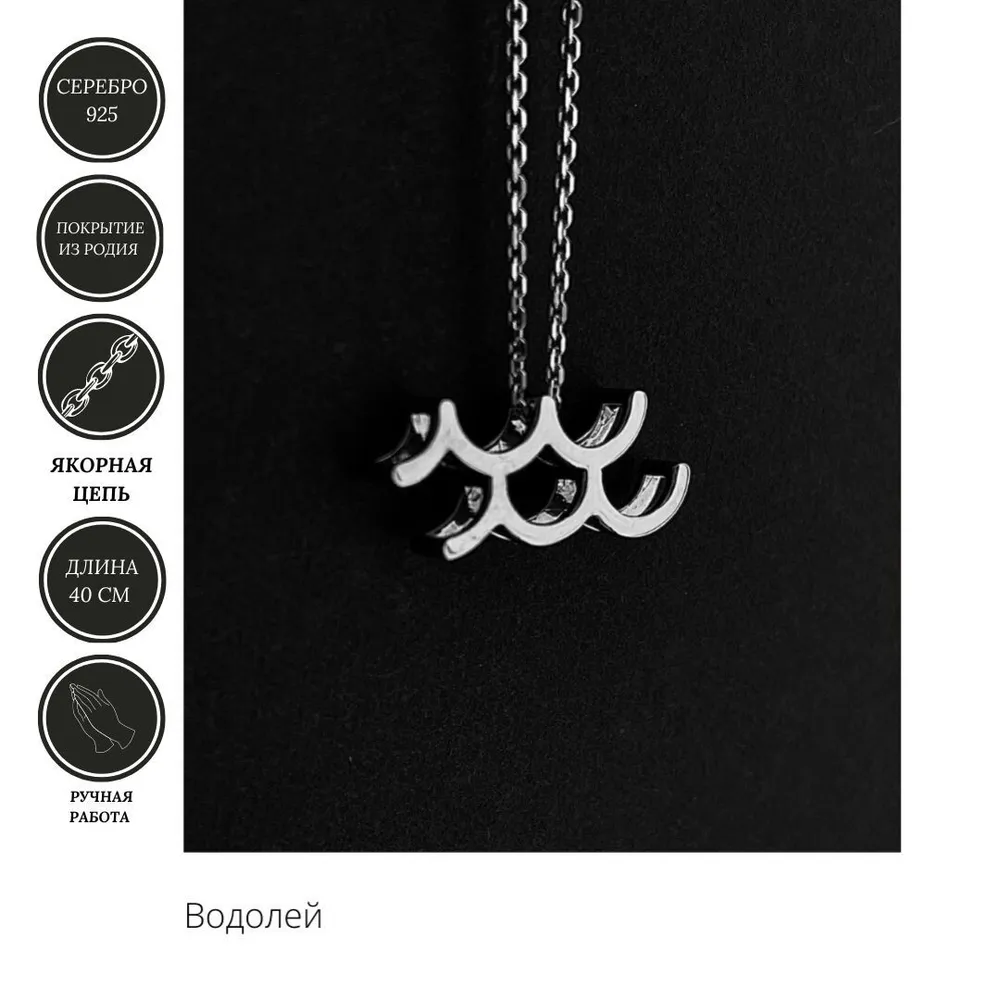 СЕРЕБРО
925
ПОКРЫТИЕ
ИЗ РОДИЯ
ЯКОРНАЯ
ЦЕПЬ
ДЛИНА
40 СМ
РУЧНАЯ
РАБОТА
Водолей